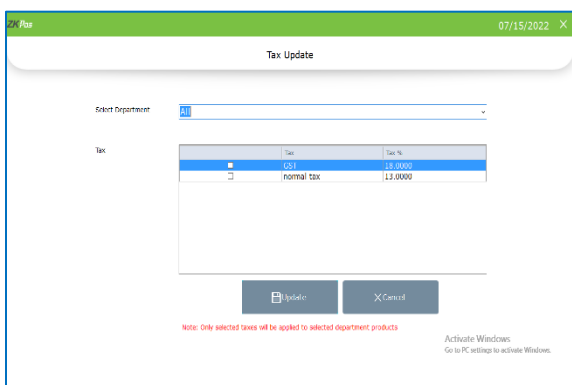 ZKPos 07/15/2022 X
Tax Update
Select Department All
Tax
Tax Tax %
GST 18.0000
normal tax 13.0000
Update Cancel
Note: Only selected taxes will be applied to selected department products
Activate Windows
Go to PC settings to activate Windows.